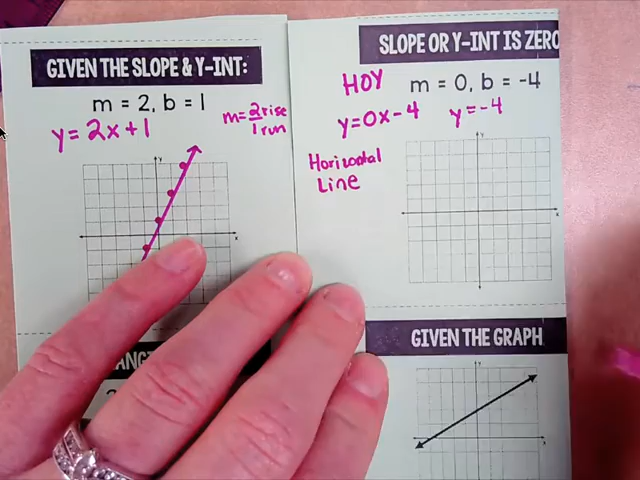 GIVEN THE SLOPE & Y-INT:
m = 2, b = 1
y = 2x + 1
m = 2 rise
1 run
SLOPE OR Y-INT IS ZERO
HOY
m = 0, b = -4
y = 0x - 4
y = -4
Horizontal
Line
y
x
y
x
GIVEN THE GRAPH
y
x